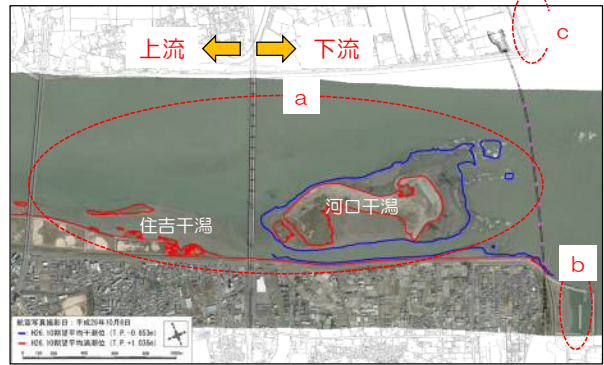 上流 下流
c
a
河口干潟
住吉干潟
b
航空写真撮影日：平成26年10月8日
H26.10期望平均干潮位 (T.P.-0.853m)
H26.10期望平均満潮位 (T.P.+1.036m)